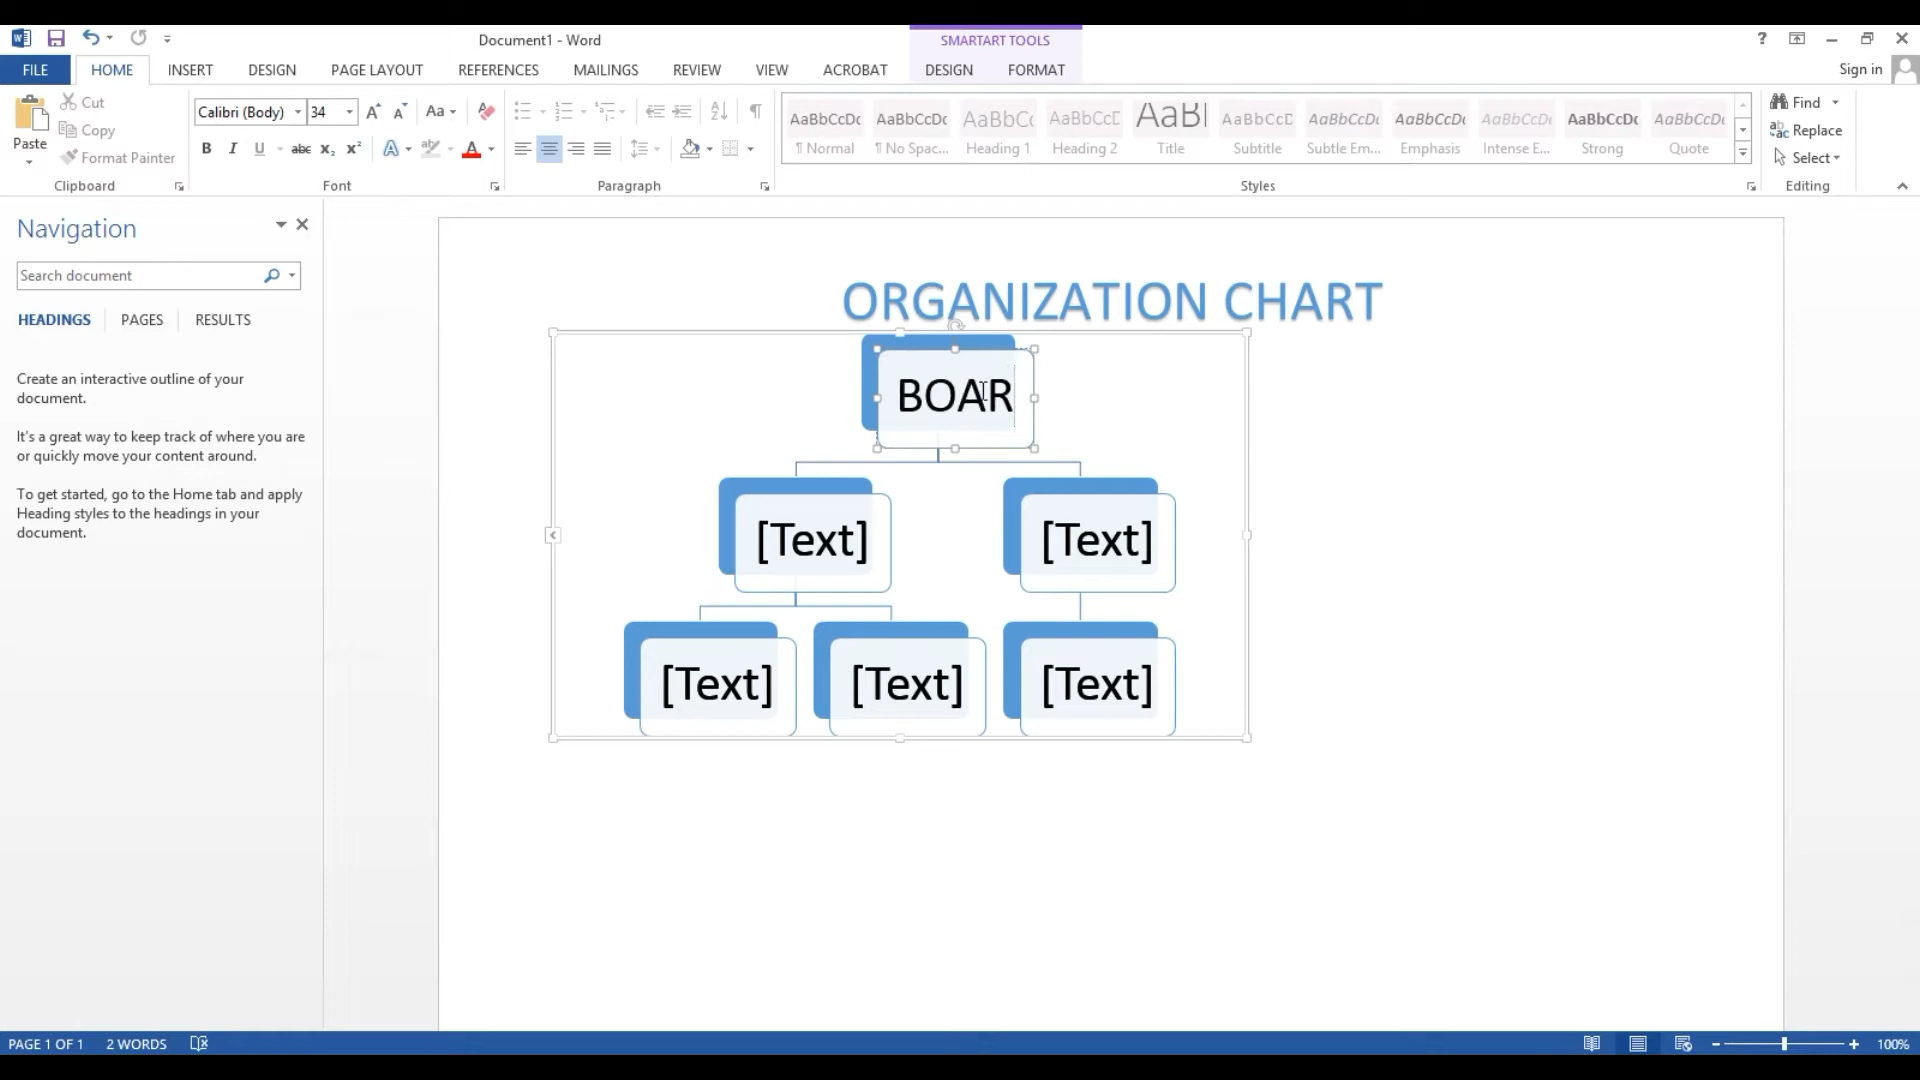 Document1 - Word
SMARTART TOOLS
?
FILE HOME INSERT DESIGN PAGE LAYOUT REFERENCES MAILINGS REVIEW VIEW ACROBAT DESIGN FORMAT Sign in
Paste
Cut
Copy
Format Painter
Clipboard
Calibri (Body) 34
Font
Paragraph
AaBbCcDc AaBbCcDc AaBbCc AaBbCcD AaBl AaBbCcD AaBbCcDc AaBbCcDc AaBbCcDc AaBbCcDc AaBbCcDc
¶ Normal ¶ No Spac... Heading 1 Heading 2 Title Subtitle Subtle Em... Emphasis Intense E... Strong Quote
Styles
Find
Replace
Select
Editing
Navigation
Search document
HEADINGS PAGES RESULTS
Create an interactive outline of your
document.
It's a great way to keep track of where you are
or quickly move your content around.
To get started, go to the Home tab and apply
Heading styles to the headings in your
document.
ORGANIZATION CHART
BOAR
[Text] [Text]
[Text] [Text] [Text]
PAGE 1 OF 1 2 WORDS
100%